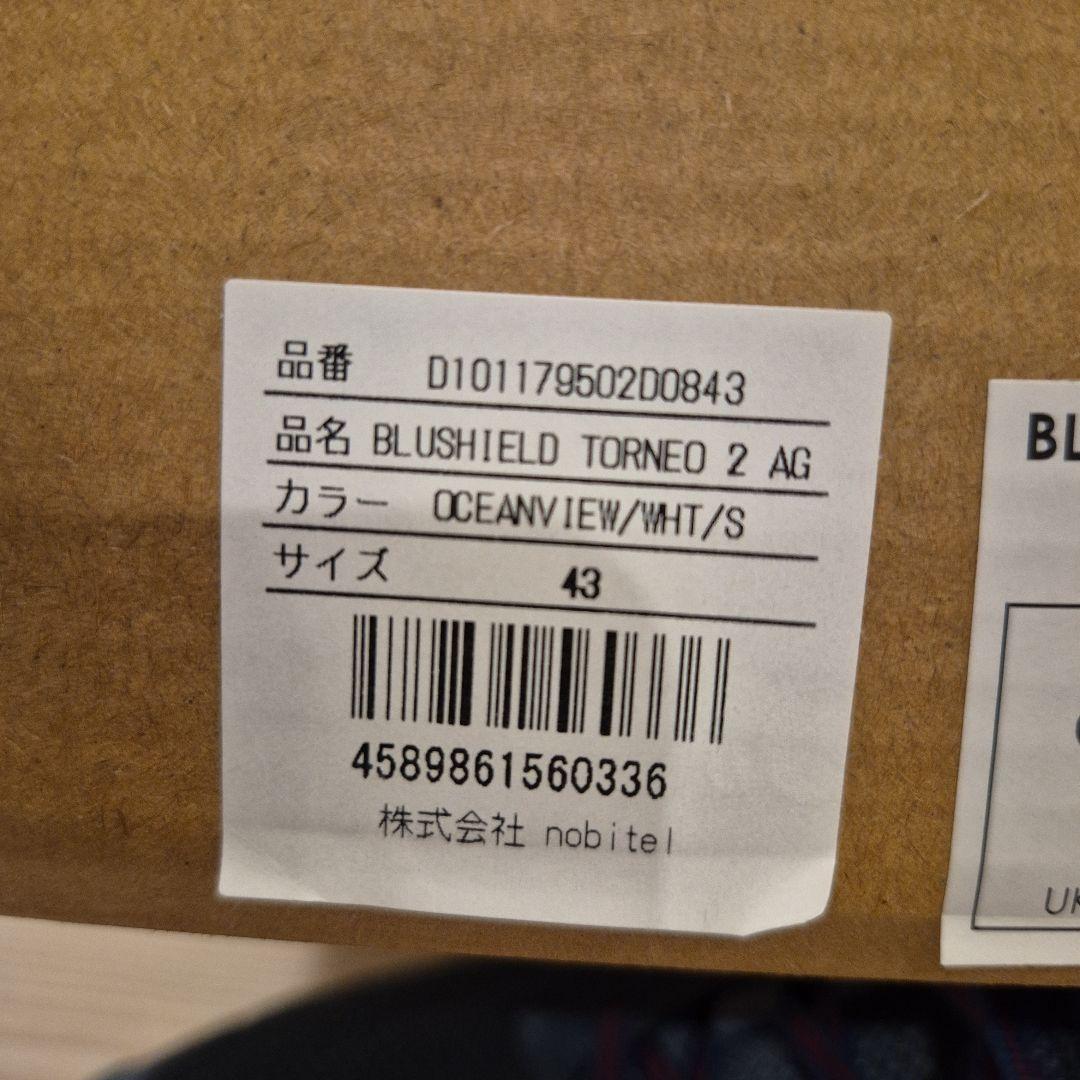 品番 D101179502D0843
品名 BLUSHIELD TORNEO 2 AG
カラー OCEANVIEW/WHT/S
サイズ 43
4589861560336
株式会社 nobitel
BL
UK